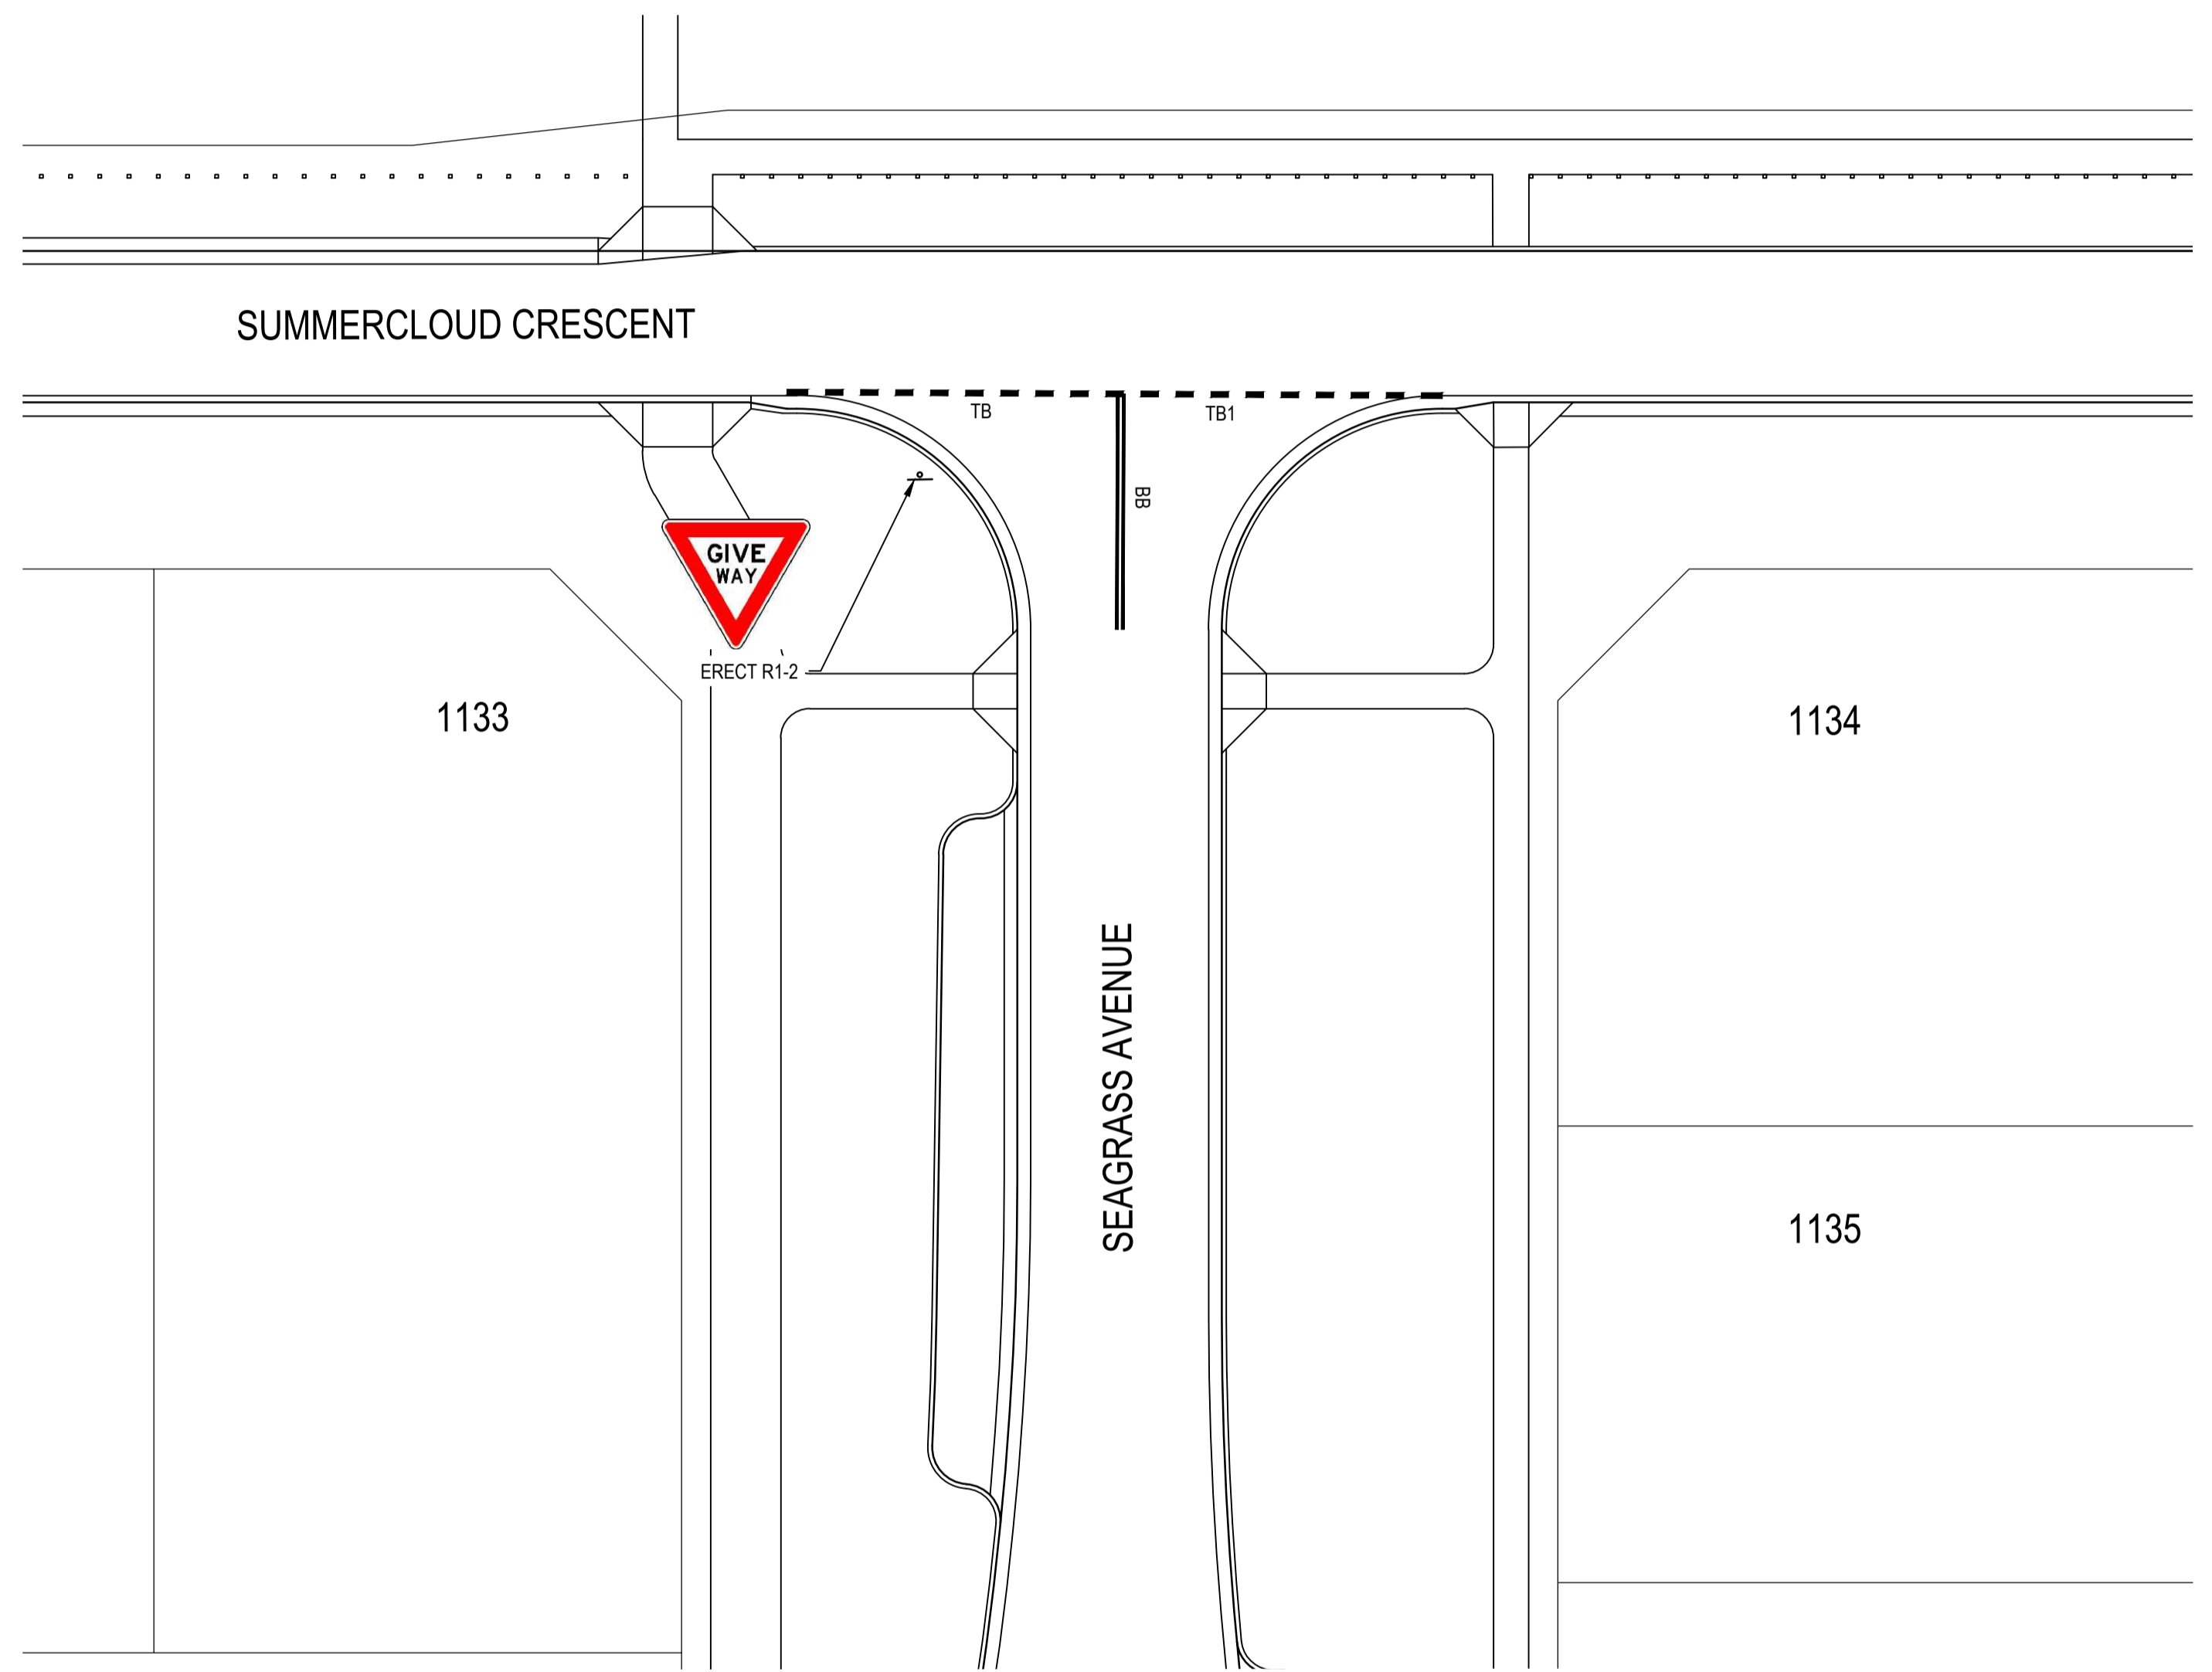 SUMMERCLOUD CRESCENT
TB
TB1
BB
GIVE
WAY
ERECT R1-2
1133
1134
SEAGRASS AVENUE
1135